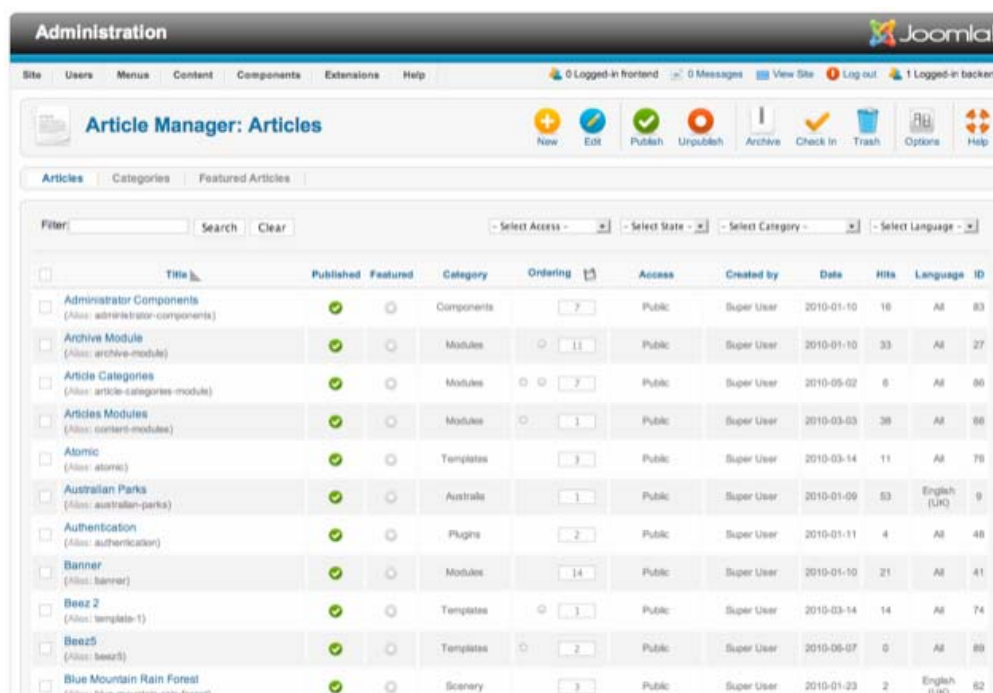 Administration
Joomla
Site Users Menus Content Components Extensions Help 0 Logged-in frontend 0 Messages View Site Log out 1 Logged-in backen
Article Manager: Articles
New Edit Publish Unpublish Archive Check In Trash Options Help
Articles Categories Featured Articles
Filter: Search Clear - Select Access - - Select State - - Select Category - - Select Language -
Title Published Featured Category Ordering Access Created by Date Hits Language ID
Administrator Components
(Alias: administrator-components) Components 7 Public Super User 2010-01-10 16 All 83
Archive Module
(Alias: archive-module) Modules 11 Public Super User 2010-01-10 33 All 27
Article Categories
(Alias: article-categories-module) Modules 7 Public Super User 2010-05-02 6 All
Articles Modules
(Alias: content-modules) Modules 1 Public Super User 2010-03-03 38 All
Atomic
(Alias: atomic) Templates 3 Public Super User 2010-03-14 11 All
Australian Parks
(Alias: australian-parks) Australia 1 Public Super User 2010-01-09 53 English (UK) 9
Authentication
(Alias: authentication) Plugins 2 Public Super User 2010-01-11 4 All
Banner
(Alias: banner) Modules 14 Public Super User 2010-01-10 21 All 41
Beez 2
(Alias: template-1) Templates 1 Public Super User 2010-03-14 14 All 74
Beez5
(Alias: beez5) Templates 2 Public Super User 2010-06-07 0 All
Blue Mountain Rain Forest
Scenery 3 Public Super User 2010-01-23 2 English 62